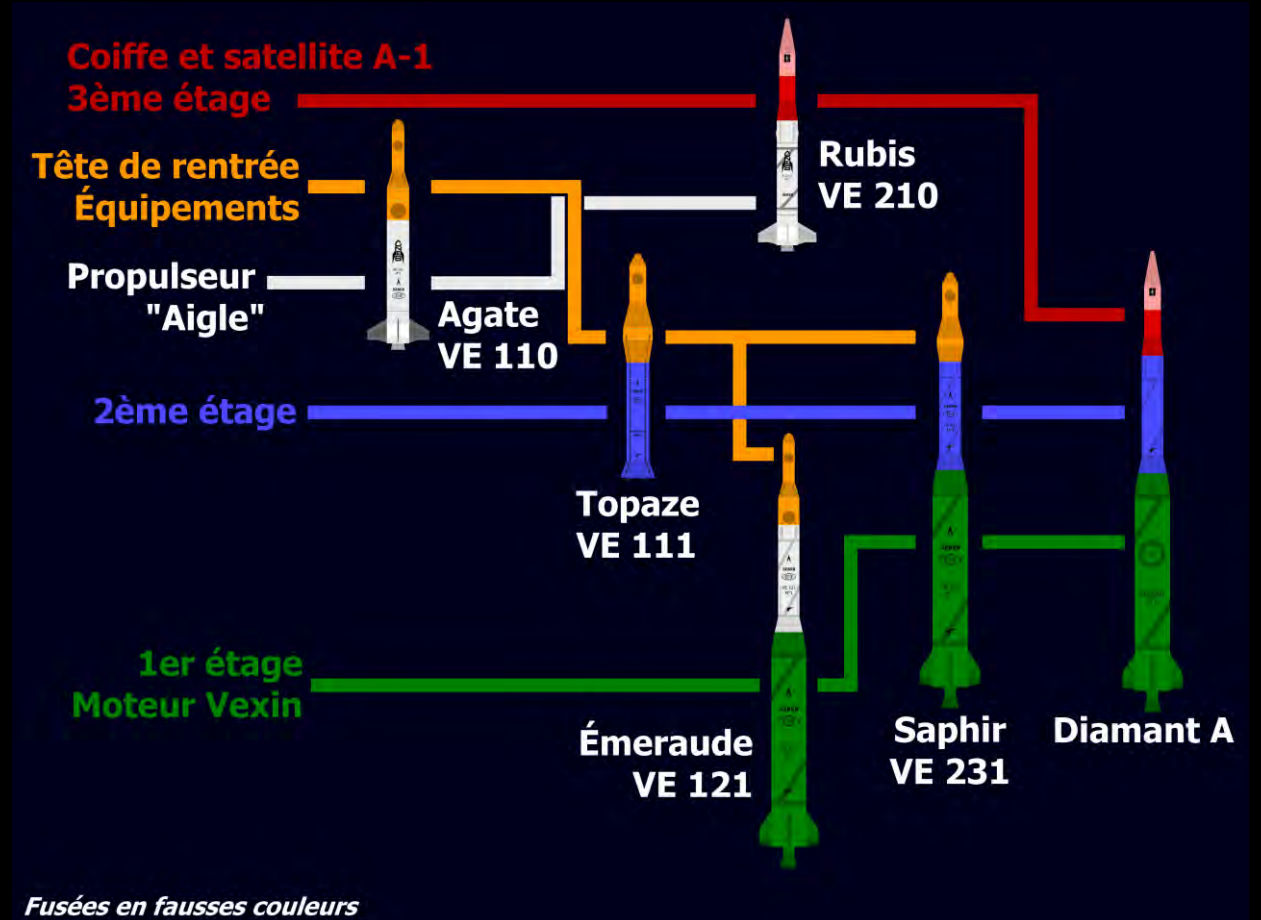 Coiffe et satellite A-1
3ème étage
Tête de rentrée
Équipements
Rubis
VE 210
Propulseur
"Aigle"
Agate
VE 110
2ème étage
Topaze
VE 111
1er étage
Moteur Vexin
Émeraude
VE 121
Saphir
VE 231
Diamant A
Fusées en fausses couleurs